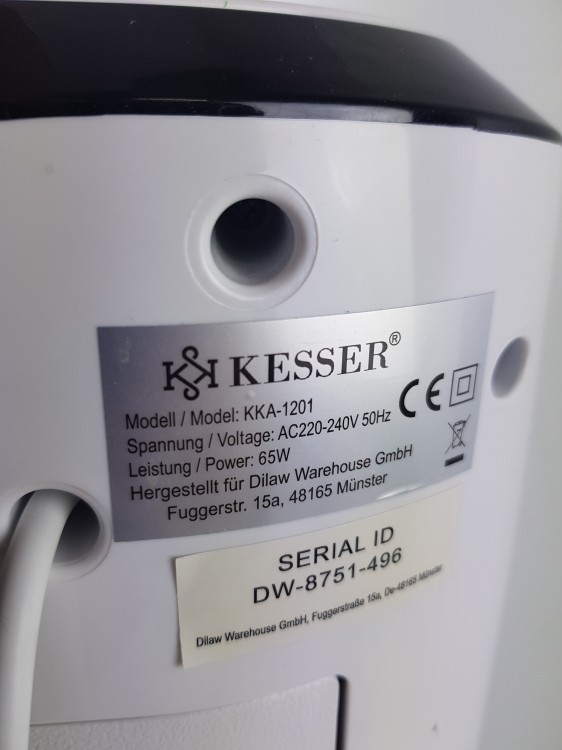 KESSER®
Modell / Model: KKA-1201
Spannung / Voltage: AC220-240V 50Hz
Leistung / Power: 65W
Hergestellt für Dilaw Warehouse GmbH
Fuggerstr. 15a, 48165 Münster
CE
SERIAL ID
DW-8751-496
Dilaw Warehouse GmbH, Fuggerstraße 15a, De-48165 Münster